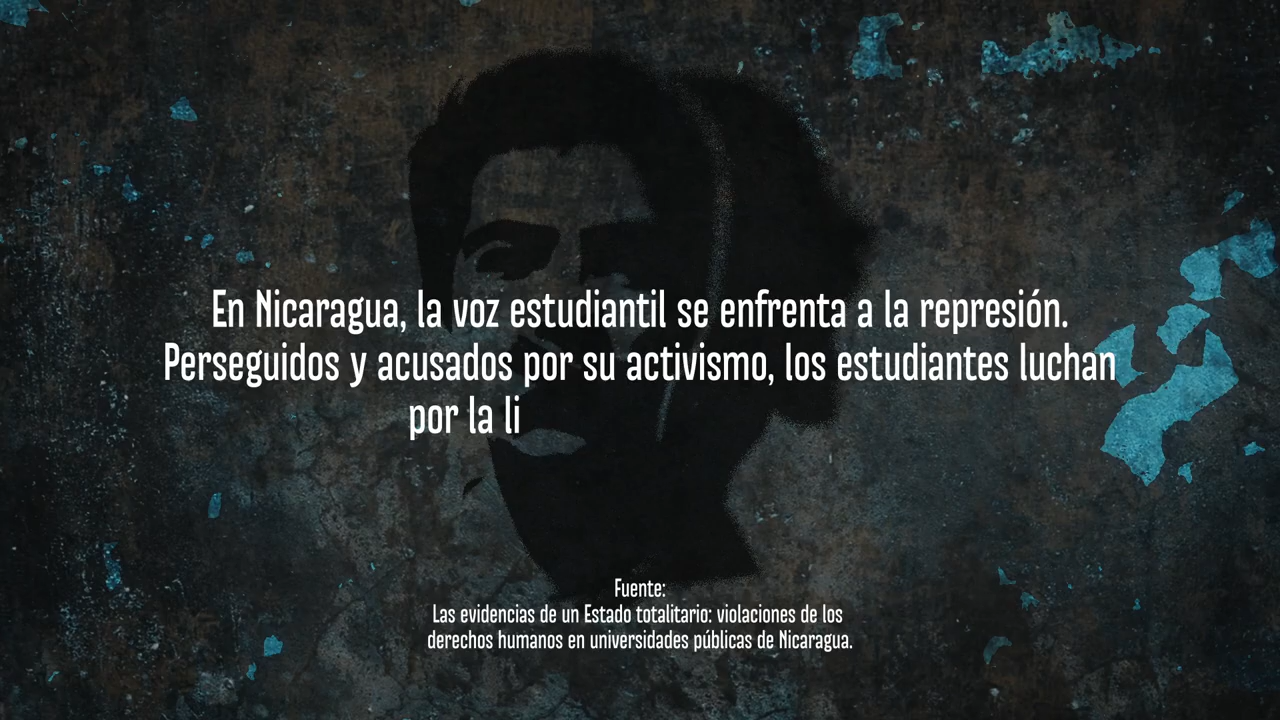 En Nicaragua, la voz estudiantil se enfrenta a la represión.
Perseguidos y acusados por su activismo, los estudiantes luchan
por la li
Fuente:
Las evidencias de un Estado totalitario: violaciones de los
derechos humanos en universidades públicas de Nicaragua.